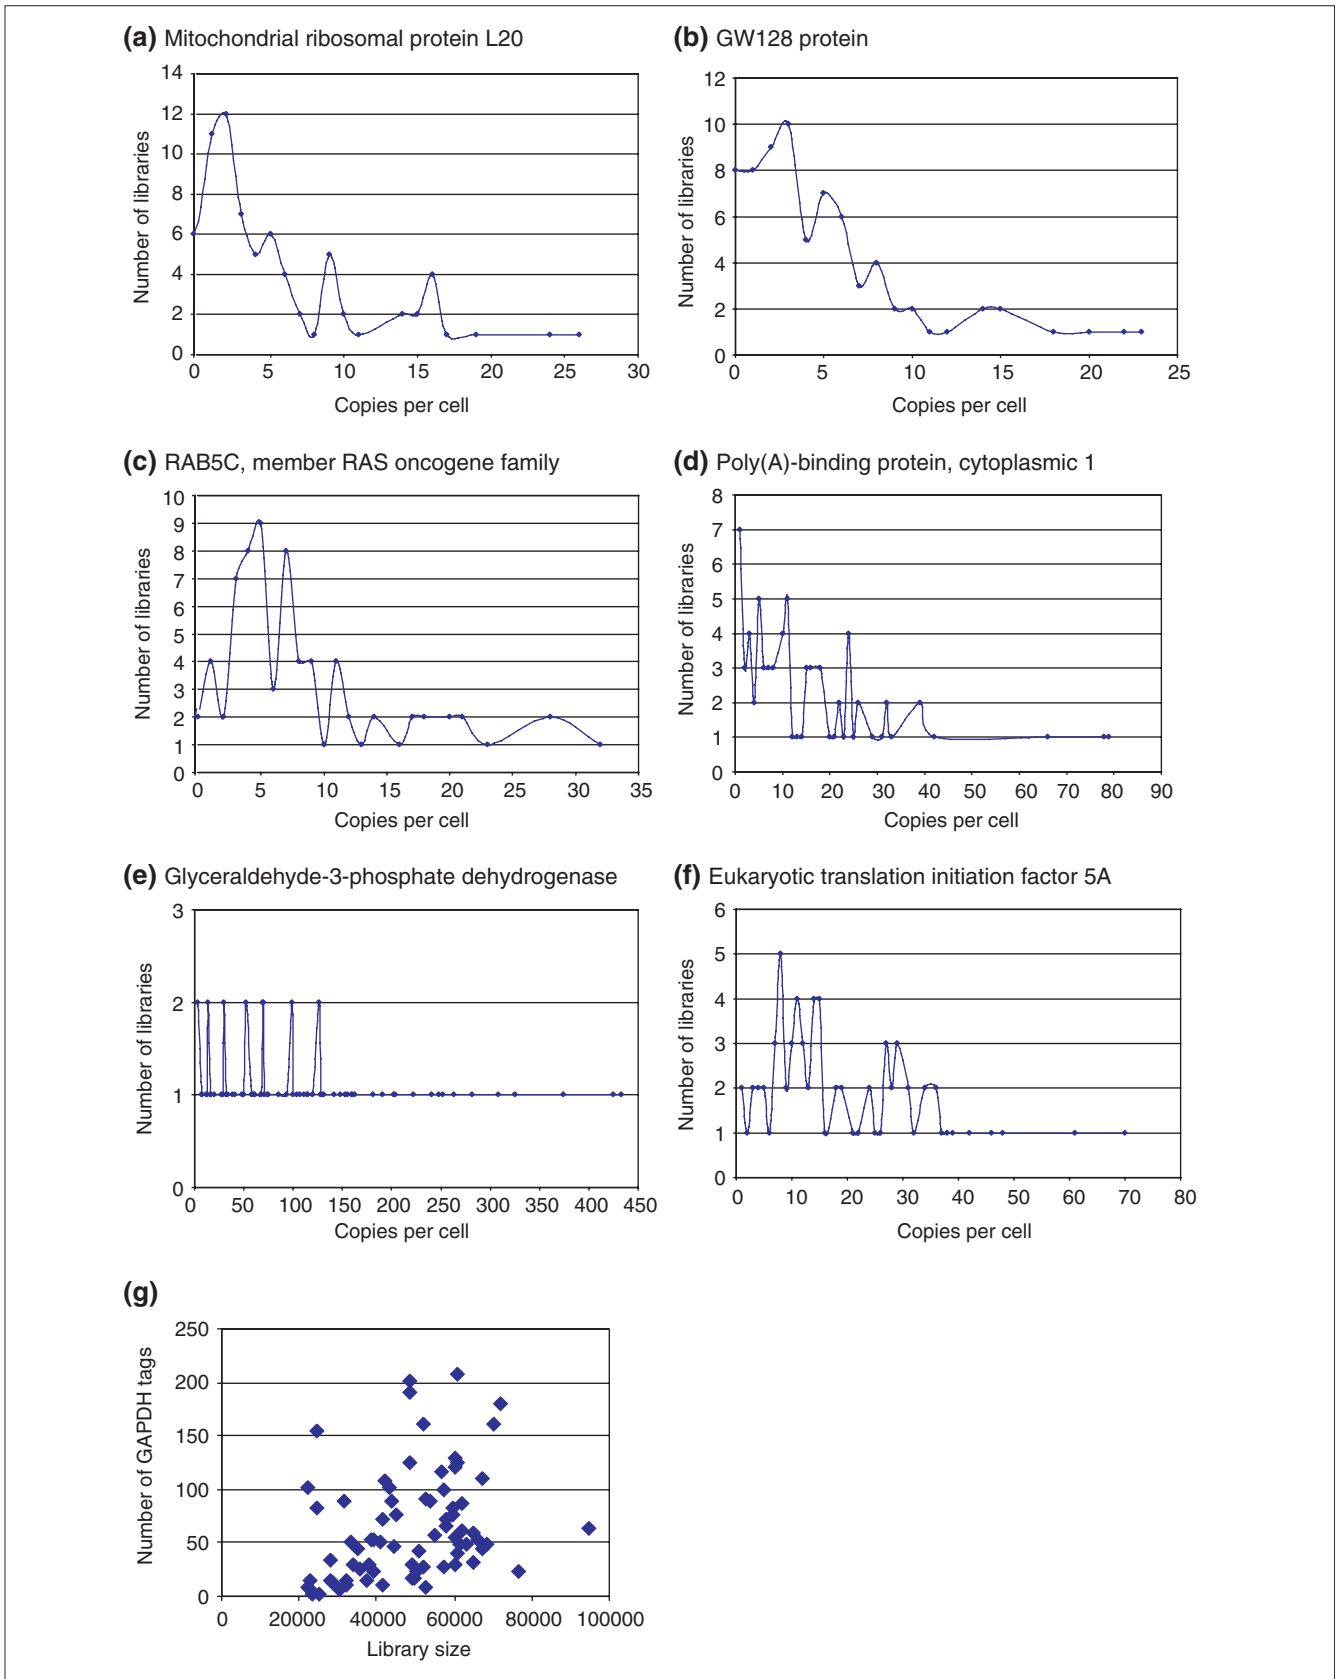 (a) Mitochondrial ribosomal protein L20
Number of libraries
14
12
10
8
6
4
2
0
0 5 10 15 20 25 30
Copies per cell
(b) GW128 protein
Number of libraries
12
10
8
6
4
2
0
0 5 10 15 20 25
Copies per cell
(c) RAB5C, member RAS oncogene family
Number of libraries
10
9
8
7
6
5
4
3
2
1
0
0 5 10 15 20 25 30 35
Copies per cell
(d) Poly(A)-binding protein, cytoplasmic 1
Number of libraries
8
7
6
5
4
3
2
1
0
0 10 20 30 40 50 60 70 80 90
Copies per cell
(e) Glyceraldehyde-3-phosphate dehydrogenase
Number of libraries
3
2
1
0
0 50 100 150 200 250 300 350 400 450
Copies per cell
(f) Eukaryotic translation initiation factor 5A
Number of libraries
6
5
4
3
2
1
0
0 10 20 30 40 50 60 70 80
Copies per cell
(g)
Number of GAPDH tags
250
200
150
100
50
0
0 20000 40000 60000 80000 100000
Library size